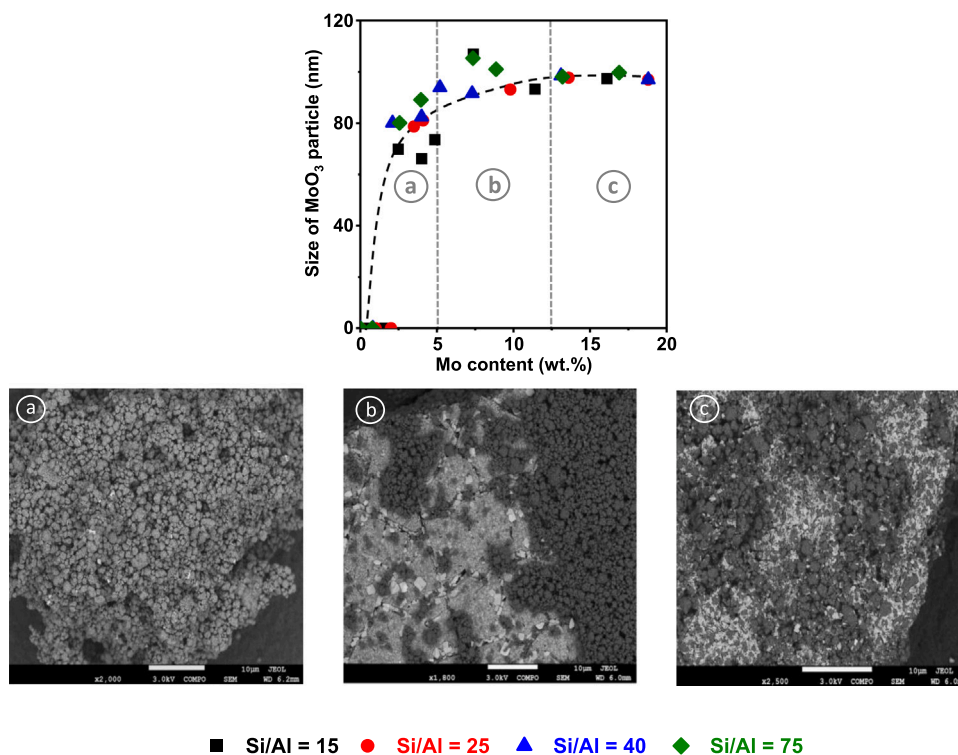 120
80
40
0
Size of MoO3 particle (nm)
a
b
c
0 5 10 15 20
Mo content (wt.%)
a
10μm JEOL
x2,000 3.0kV COMPO SEM WD 6.2mm
b
10μm JEOL
x1,800 3.0kV COMPO SEM WD 6.0mm
c
10μm JEOL
x2,500 3.0kV COMPO SEM WD 6.0
Si/Al = 15 Si/Al = 25 Si/Al = 40 Si/Al = 75